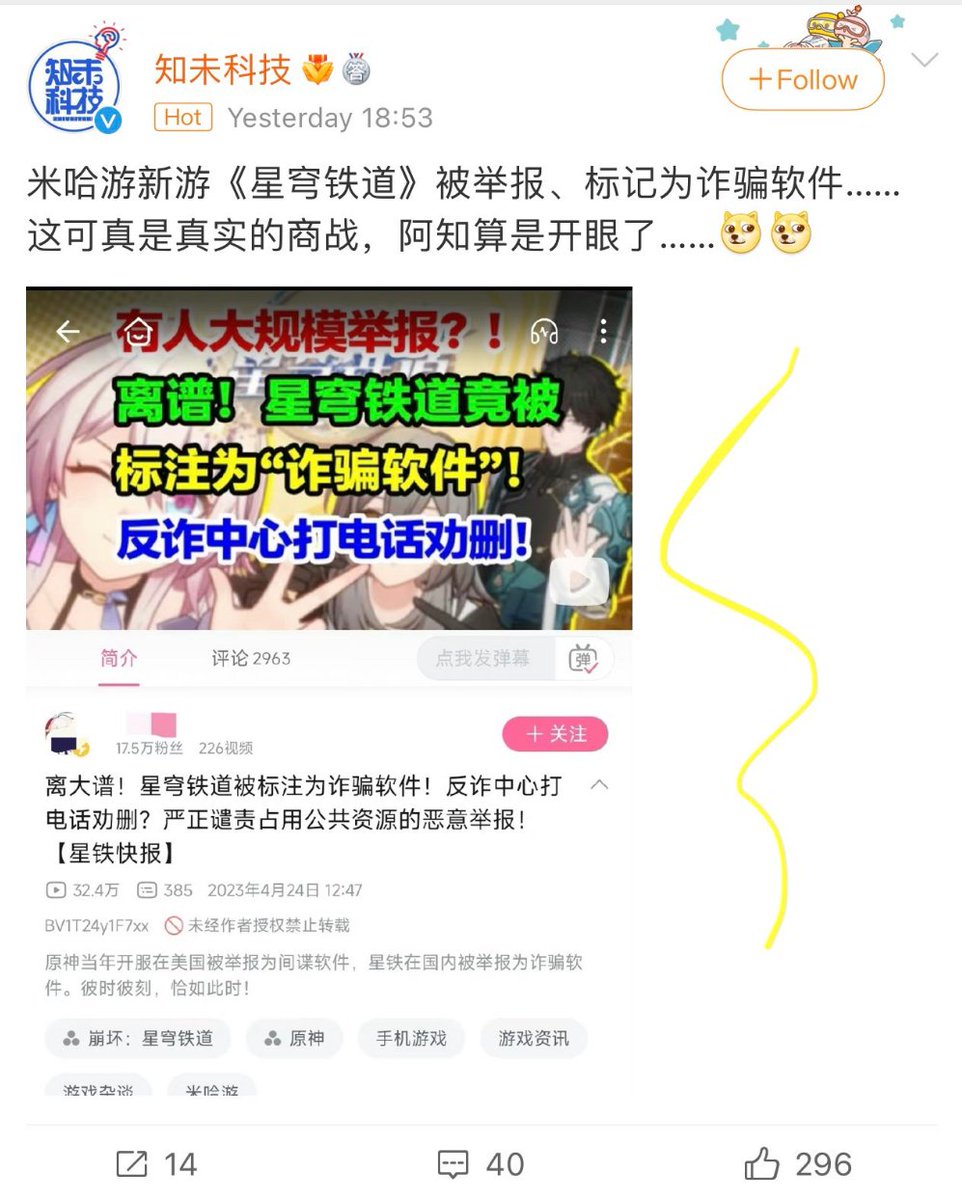 知未科技
知未科技
Hot Yesterday 18:53
+Follow
米哈游新游《星穹铁道》被举报、标记为诈骗软件......
这可真是真实的商战，阿知算是开眼了......
有人大规模举报？！
离谱！星穹铁道竟被
标注为“诈骗软件”！
反诈中心打电话劝删！
简介 评论 2963 点我发弹幕 弹
17.5万粉丝 226视频
+ 关注
离大谱！星穹铁道被标注为诈骗软件！反诈中心打
电话劝删？严正谴责占用公共资源的恶意举报！
【星铁快报】
32.4万 385 2023年4月24日 12:47
BV1T24y1F7xx 未经作者授权禁止转载
原神当年开服在美国被举报为间谍软件，星铁在国内被举报为诈骗软
件。彼时彼刻，恰如此时！
崩坏：星穹铁道 原神 手机游戏 游戏资讯
游戏杂谈 米哈游
14 40 296